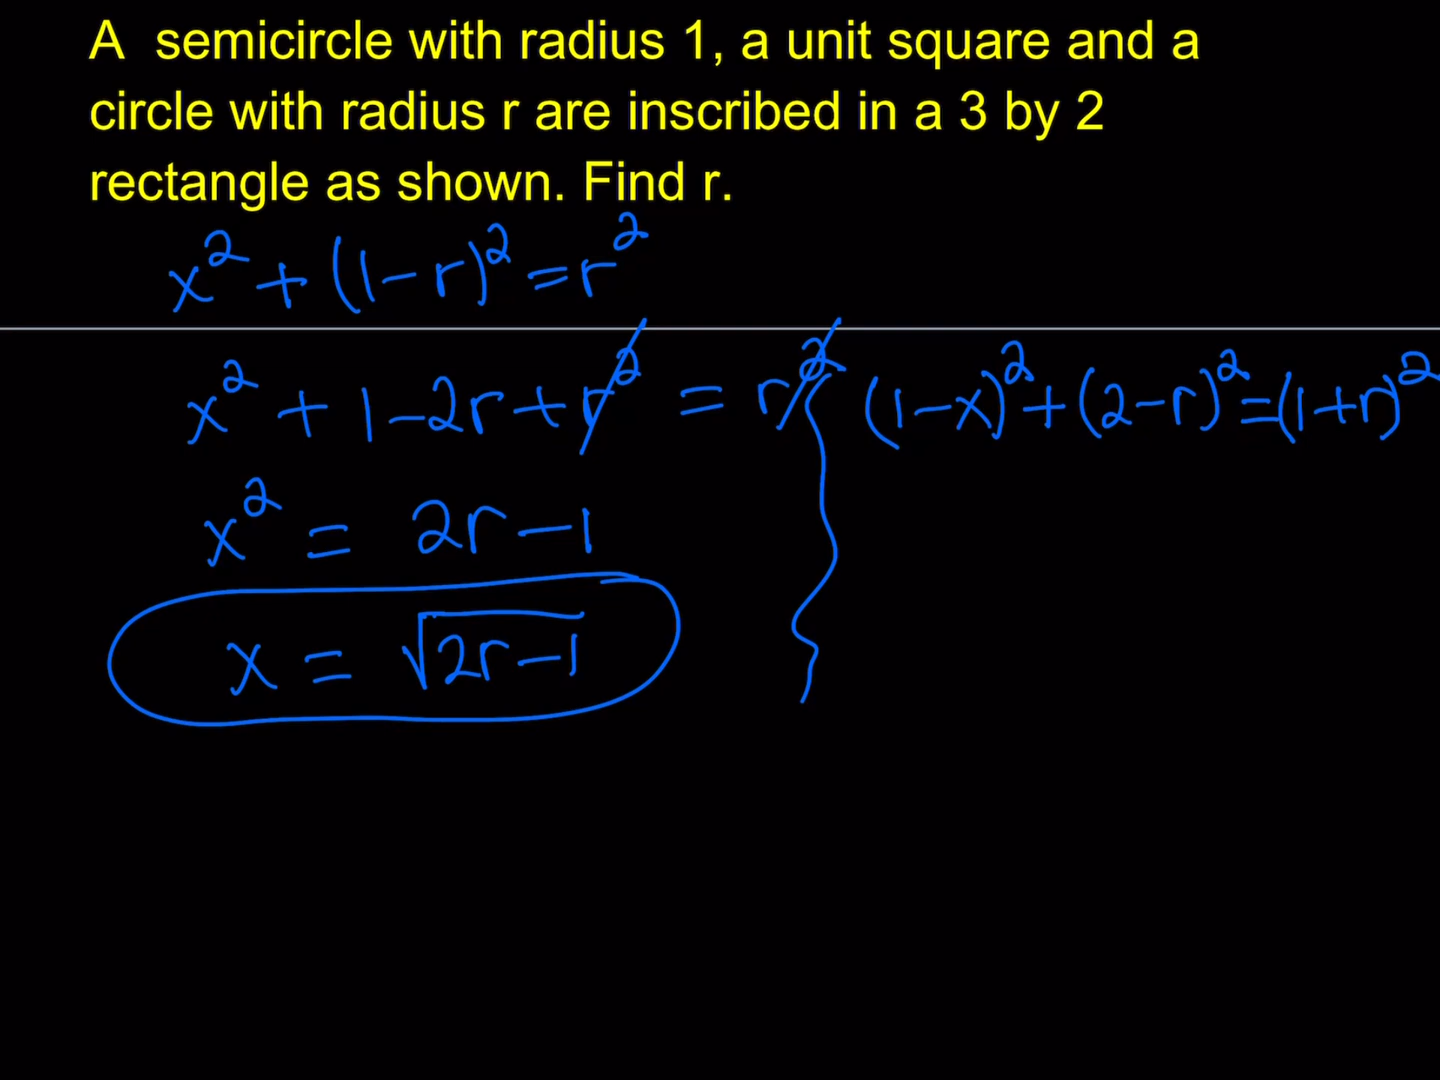 A semicircle with radius 1, a unit square and a
circle with radius r are inscribed in a 3 by 2
rectangle as shown. Find r.
x² + (1 - r)² = r²
x² + 1 - 2r + r² = r²
(1 - x)² + (2 - r)² = (1 + r)²
x² = 2r - 1
x = √(2r - 1)